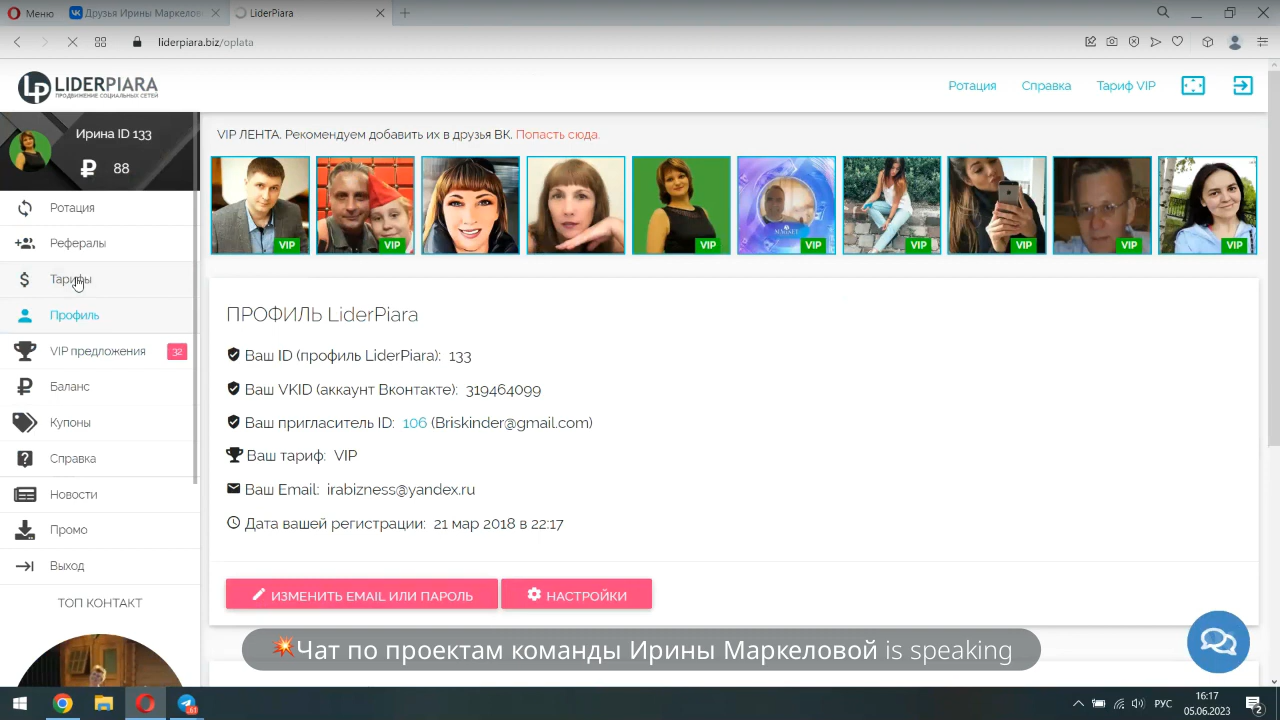 Меню
Друзья Ирины Маркелово
LiderPiara
liderpiara.biz/oplata
LP LIDERPIARA
ПРОДВИЖЕНИЕ СОЦИАЛЬНЫХ СЕТЕЙ
Ротация
Справка
Тариф VIP
Ирина ID 133
88
Ротация
Рефералы
Тарифы
Профиль
VIP предложения 32
Баланс
Купоны
Справка
Новости
Промо
Выход
ТОП КОНТАКТ
VIP ЛЕНТА. Рекомендуем добавить их в друзья ВК. Попасть сюда.
VIP VIP VIP VIP VIP VIP VIP VIP
ПРОФИЛЬ LiderPiara
Ваш ID (профиль LiderPiara): 133
Ваш VKID (аккаунт Вконтакте): 319464099
Ваш пригласитель ID: 106 (Briskinder@gmail.com)
Ваш тариф: VIP
Ваш Email: irabizness@yandex.ru
Дата вашей регистрации: 21 мар 2018 в 22:17
ИЗМЕНИТЬ EMAIL ИЛИ ПАРОЛЬ
НАСТРОЙКИ
💥Чат по проектам команды Ирины Маркеловой is speaking
РУС
16:17
05.06.2023
2